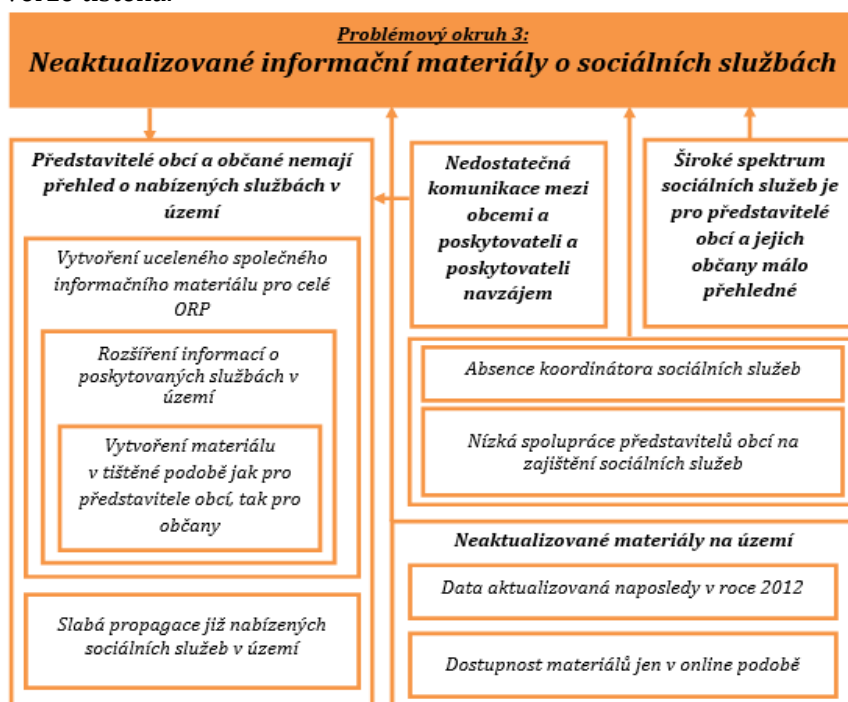 Problémový okruh 3:
Neaktualizované informační materiály o sociálních službách
Představitelé obcí a občané nemají
přehled o nabízených službách v
území
Vytvoření uceleného společného
informačního materiálu pro celé
ORP
Rozšíření informací o
poskytovaných službách v
území
Vytvoření materiálu
v tištěné podobě jak pro
představitele obcí, tak pro
občany
Slabá propagace již nabízených
sociálních služeb v území
Nedostatečná
komunikace mezi
obcemi a
poskytovateli a
poskytovateli
navzájem
Široké spektrum
sociálních služeb je
pro představitelé
obcí a jejich
občany málo
přehledné
Absence koordinátora sociálních služeb
Nízká spolupráce představitelů obcí na
zajištění sociálních služeb
Neaktualizované materiály na území
Data aktualizovaná naposledy v roce 2012
Dostupnost materiálů jen v online podobě